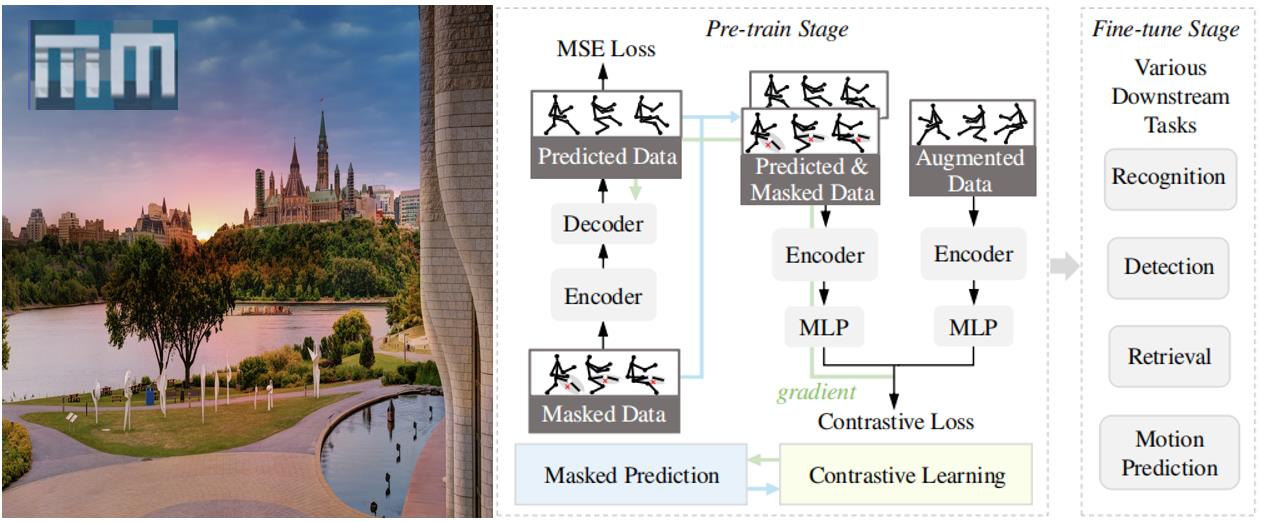 mm
Pre-train Stage
MSE Loss
Predicted Data
Decoder
Encoder
Masked Data
Predicted &
Masked Data
Encoder
MLP
Augmented
Data
Encoder
MLP
gradient
Contrastive Loss
Masked Prediction
Contrastive Learning
Fine-tune Stage
Various
Downstream
Tasks
Recognition
Detection
Retrieval
Motion
Prediction